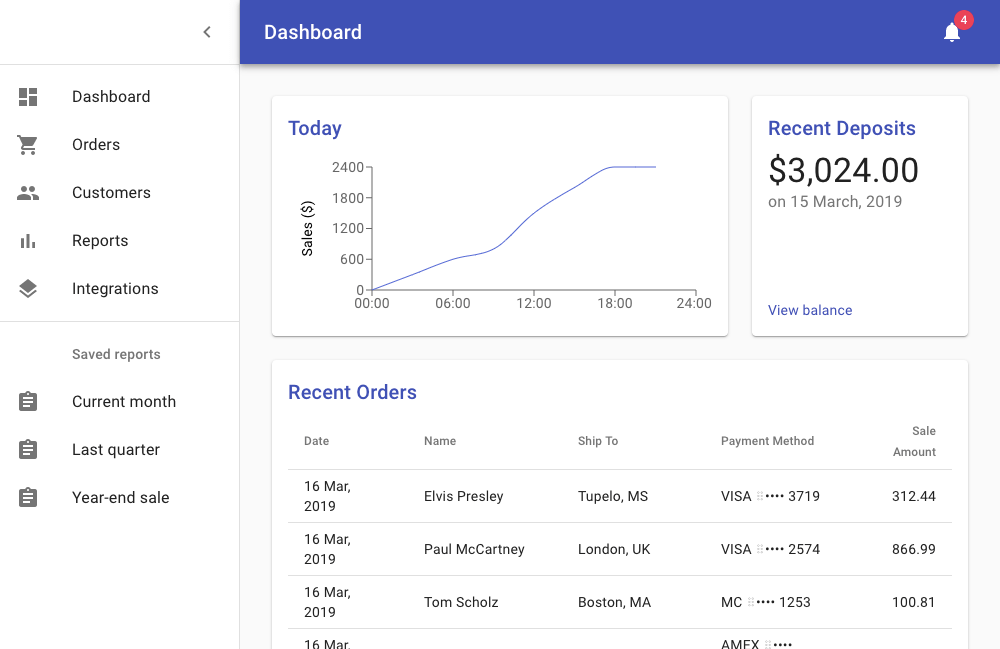 Dashboard
4
Dashboard
Orders
Customers
Reports
Integrations
Saved reports
Current month
Last quarter
Year-end sale
Today
2400
1800
1200
600
0
Sales ($)
00:00 06:00 12:00 18:00 24:00
Recent Deposits
$3,024.00
on 15 March, 2019
View balance
Recent Orders
Date Name Ship To Payment Method Sale
Amount
16 Mar,
2019 Elvis Presley Tupelo, MS VISA ⠿•••• 3719 312.44
16 Mar,
2019 Paul McCartney London, UK VISA ⠿•••• 2574 866.99
16 Mar,
2019 Tom Scholz Boston, MA MC ⠿•••• 1253 100.81
16 Mar, AMEX ⠿••••